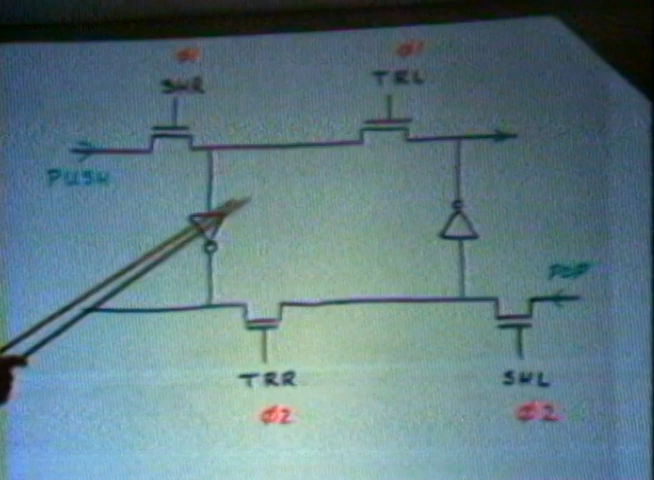 φ1 φ1
SHR TRL
PUSH
POP
TRR SHL
φ2 φ2